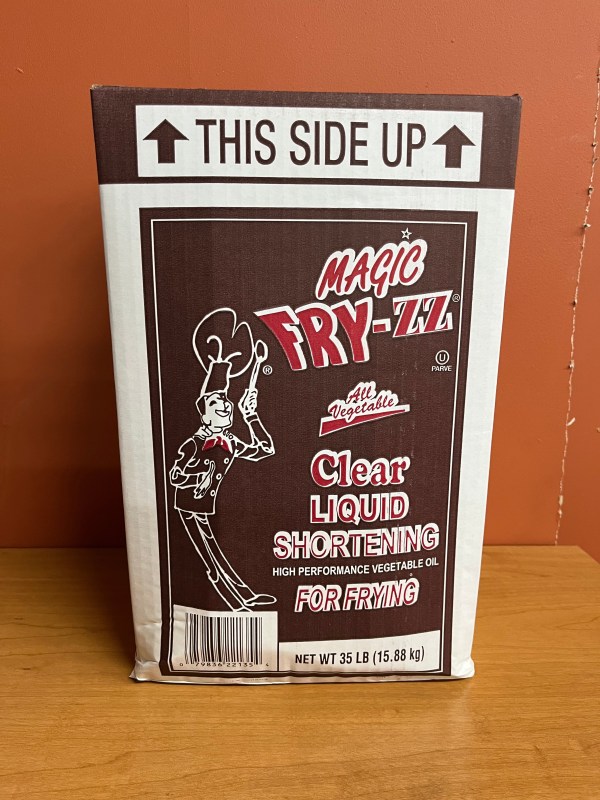 THIS SIDE UP
MAGIC
FRY-ZZ®
®
U
PARVE
All
Vegetable
Clear
LIQUID
SHORTENING
HIGH PERFORMANCE VEGETABLE OIL
FOR FRYING
NET WT 35 LB (15.88 kg)